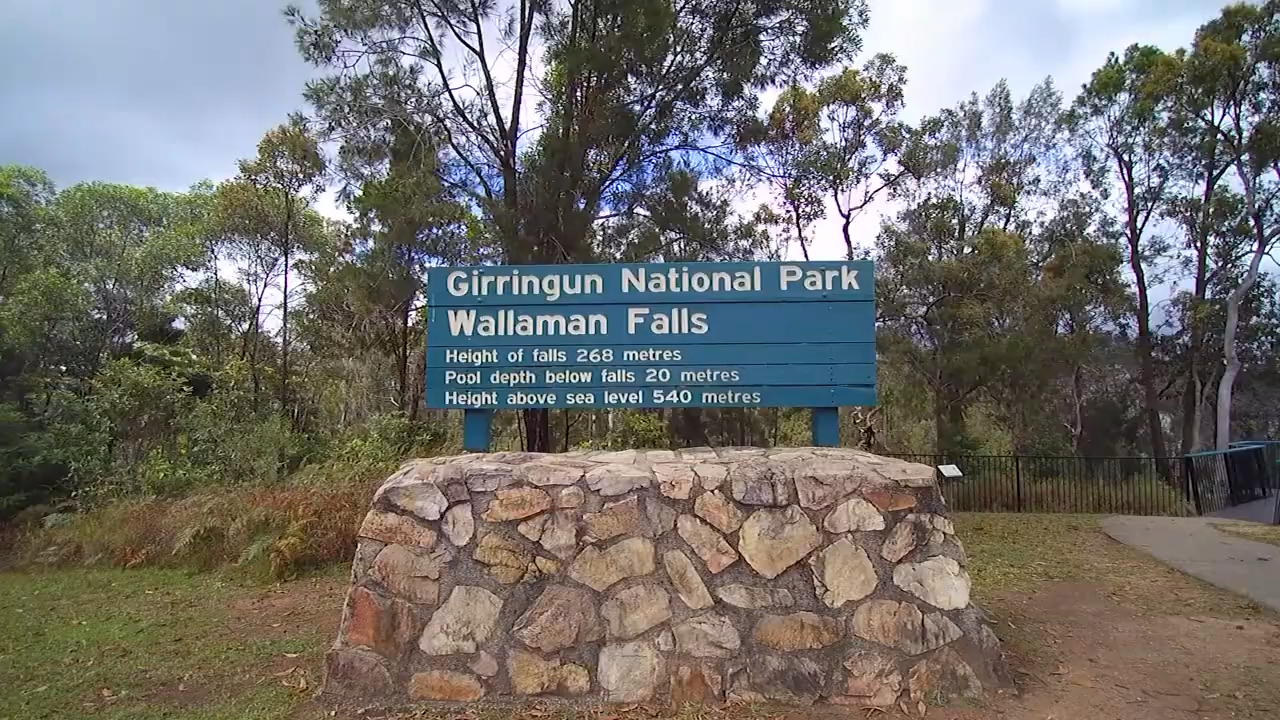 Girringun National Park
Wallaman Falls
Height of falls 268 metres
Pool depth below falls 20 metres
Height above sea level 540 metres